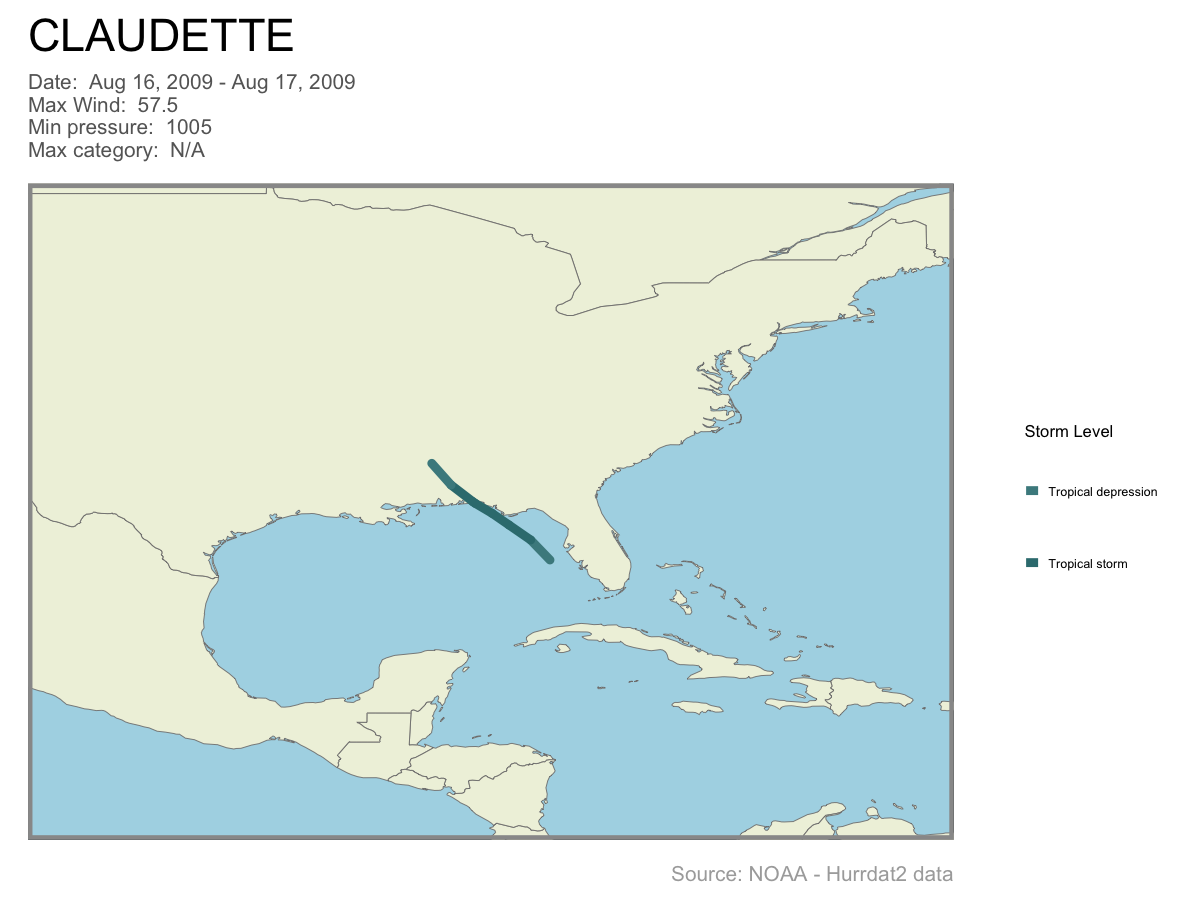 CLAUDETTE
Date:  Aug 16, 2009 - Aug 17, 2009
Max Wind:  57.5
Min pressure:  1005
Max category:  N/A
Storm Level
Tropical depression
Tropical storm
Source: NOAA - Hurrdat2 data